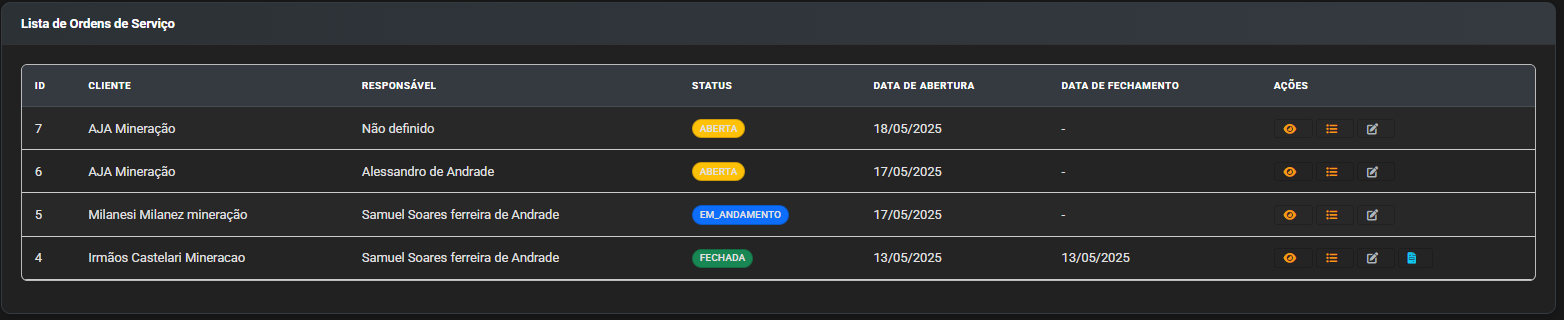 Lista de Ordens de Serviço
ID CLIENTE RESPONSÁVEL STATUS DATA DE ABERTURA DATA DE FECHAMENTO AÇÕES
7 AJA Mineração Não definido ABERTA 18/05/2025 -
6 AJA Mineração Alessandro de Andrade ABERTA 17/05/2025 -
5 Milanesi Milanez mineração Samuel Soares ferreira de Andrade EM_ANDAMENTO 17/05/2025 -
4 Irmãos Castelari Mineracao Samuel Soares ferreira de Andrade FECHADA 13/05/2025 13/05/2025